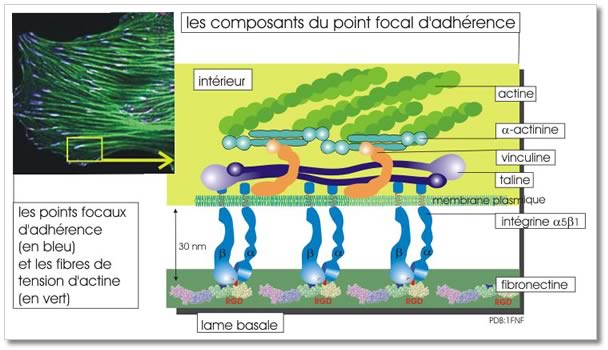 les composants du point focal d'adhérence
intérieur
actine
α-actinine
vinculine
taline
membrane plasmique
intégrine α5β1
les points focaux
d'adhérence
(en bleu)
et les fibres de
tension d'actine
(en vert)
30 nm
β α
β α
β α
fibronectine
RGD
RGD
RGD
PDB:1FNF
lame basale